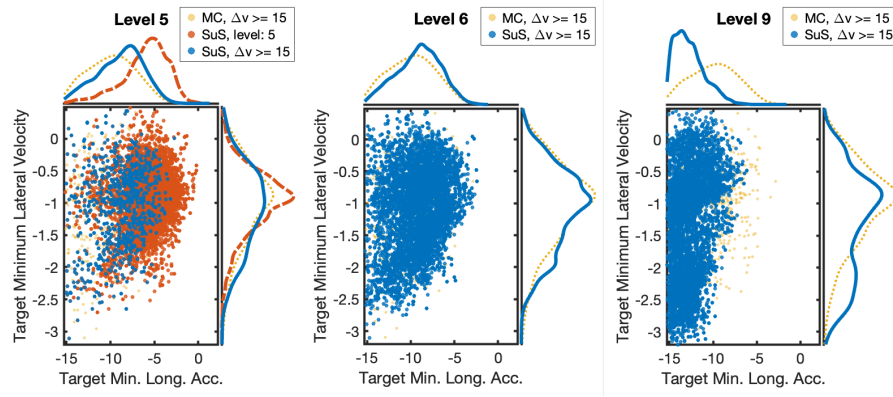 Level 5
MC, Δv >= 15
SuS, level: 5
SuS, Δv >= 15
Target Minimum Lateral Velocity
0
-0.5
-1
-1.5
-2
-2.5
-3
-15 -10 -5 0
Target Min. Long. Acc.
Level 6
MC, Δv >= 15
SuS, Δv >= 15
Target Minimum Lateral Velocity
0
-0.5
-1
-1.5
-2
-2.5
-3
-15 -10 -5 0
Target Min. Long. Acc.
Level 9
MC, Δv >= 15
SuS, Δv >= 15
Target Minimum Lateral Velocity
0
-0.5
-1
-1.5
-2
-2.5
-3
-15 -10 -5 0
Target Min. Long. Acc.